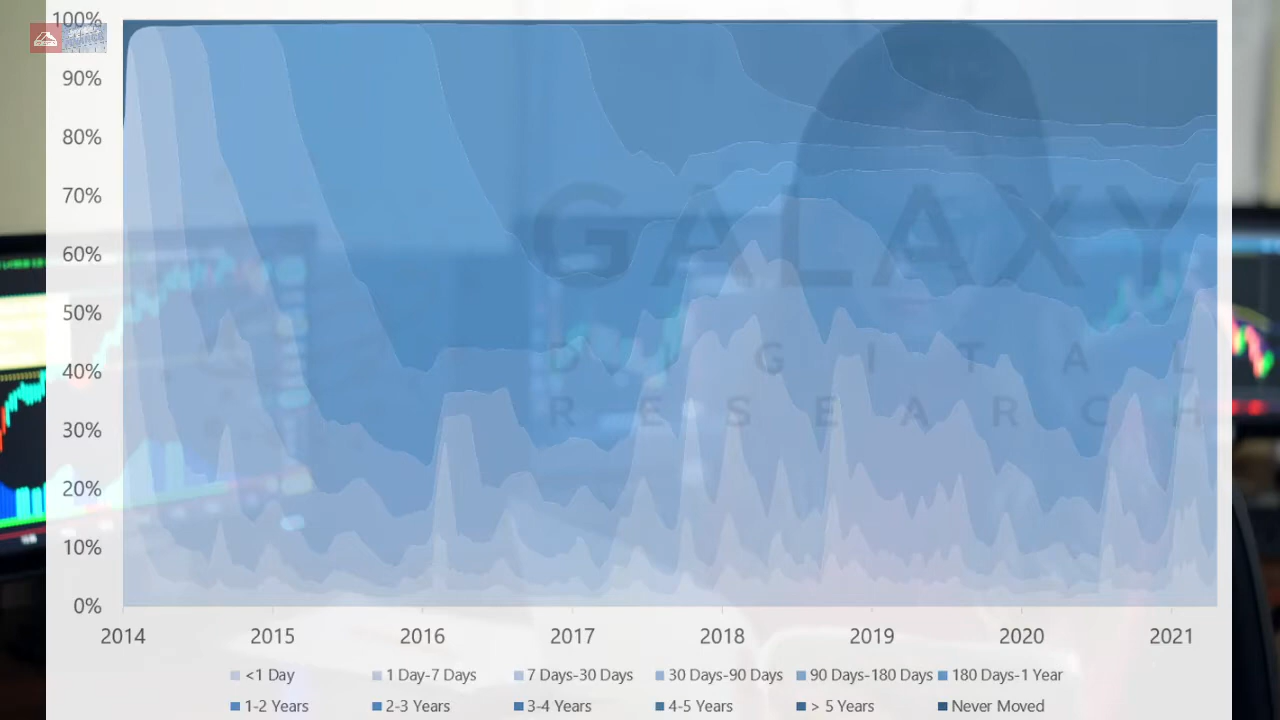 100%
90%
80%
70%
60%
50%
40%
30%
20%
10%
0%
GALAXY
DIGITAL
RESEARCH
2014 2015 2016 2017 2018 2019 2020 2021
<1 Day 1 Day-7 Days 7 Days-30 Days 30 Days-90 Days 90 Days-180 Days 180 Days-1 Year
1-2 Years 2-3 Years 3-4 Years 4-5 Years > 5 Years Never Moved